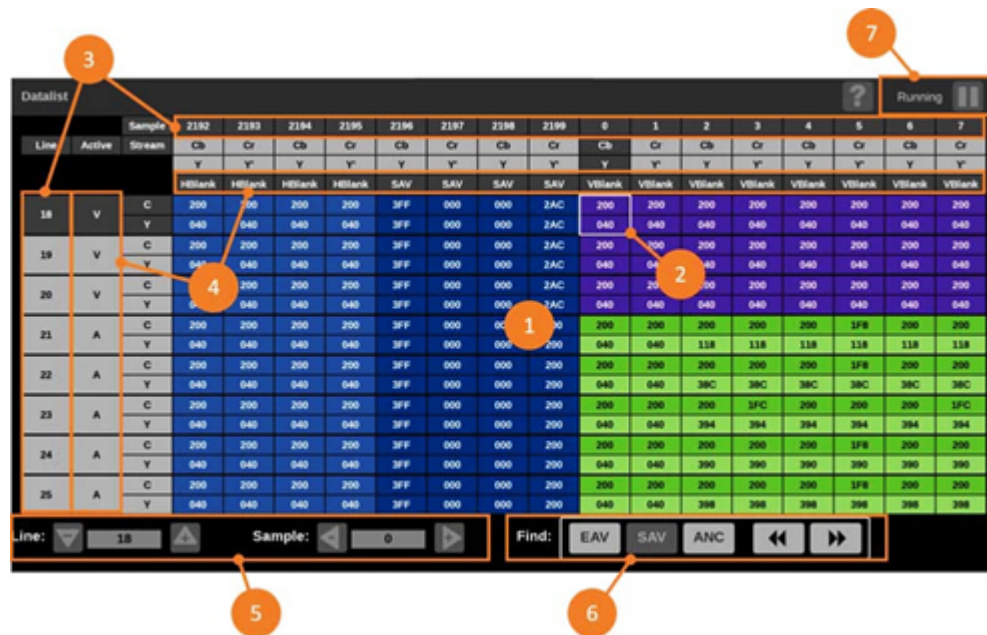 3
7
Datalist ? Running
Sample 2192 2193 2194 2195 2196 2197 2198 2199 0 1 2 3 4 5 6 7
Line Active Stream Cb Cr Cb Cr Cb Cr Cb Cr Cb Cr Cb Cr Cb Cr Cb Cr
Y Y' Y Y' Y Y' Y Y' Y Y' Y Y' Y Y' Y Y'
HBlank HBlank HBlank HBlank SAV SAV SAV SAV VBlank VBlank VBlank VBlank VBlank VBlank VBlank VBlank
18 V C 200 200 200 200 3FF 000 000 2AC 200 200 200 200 200 200 200 200
Y 040 040 040 040 3FF 000 000 2AC 040 040 040 040 040 040 040 040
19 V C 200 200 200 200 3FF 000 000 2AC 200 200 200 200 200 200 200 200
Y 040 040 3FF 000 000 2AC 040 040 040 040 040 040 040
20 V C 200 200 200 200 3FF 000 000 2AC 200 200 200 200 200 200 200 200
Y 040 040 040 3FF 000 000 2AC 040 040 040 040 040 040 040 040
21 A C 200 200 200 200 3FF 000 200 200 200 200 200 1F8 200 200
Y 040 040 040 040 3FF 000 000 200 040 040 118 118 118 118 118 118
22 A C 200 200 200 200 3FF 000 000 200 200 200 200 200 200 1F8 200 200
Y 040 040 040 040 3FF 000 000 200 040 040 38C 38C 38C 38C 38C 38C
23 A C 200 200 200 200 3FF 000 000 200 200 200 200 1FC 200 200 200 1FC
Y 040 040 040 040 3FF 000 000 200 040 040 394 394 394 394 394 394
24 A C 200 200 200 200 3FF 000 000 200 200 200 200 200 200 1F8 200 200
Y 040 040 040 040 3FF 000 000 200 040 040 390 390 390 390 390 390
25 A C 200 200 200 200 3FF 000 000 200 200 200 200 200 200 1F8 200 200
Y 040 040 040 040 3FF 000 000 200 040 040 398 398 398 398 398 398
4
2
1
Line: 18 Sample: 0 Find: EAV SAV ANC
5
6